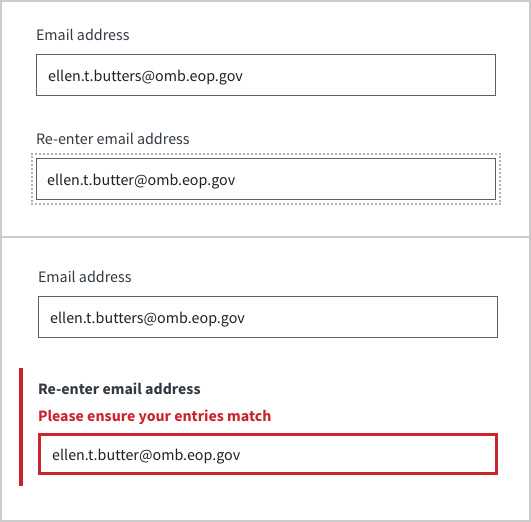 Email address
ellen.t.butters@omb.eop.gov
Re-enter email address
ellen.t.butter@omb.eop.gov
Email address
ellen.t.butters@omb.eop.gov
Re-enter email address
Please ensure your entries match
ellen.t.butter@omb.eop.gov